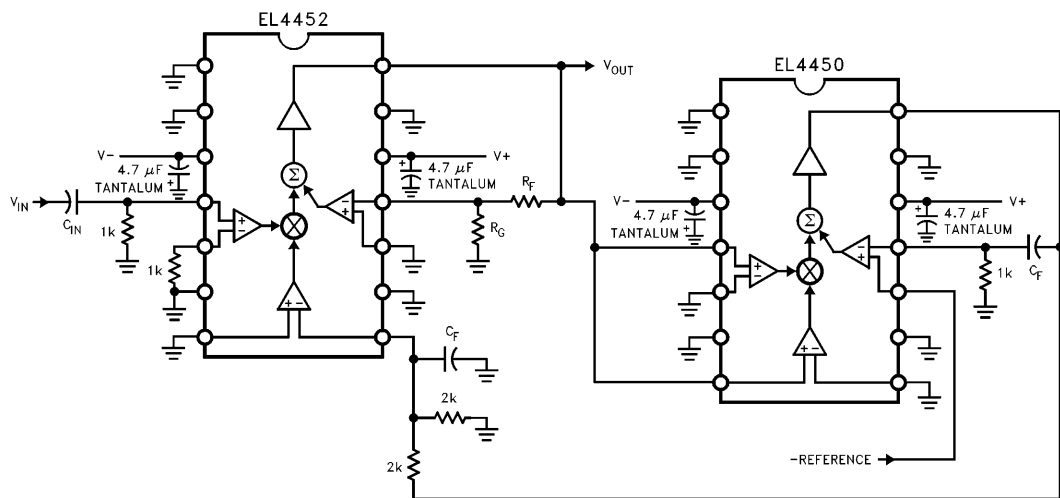 EL4452
V_OUT
EL4450
V-
4.7 μF
TANTALUM
+
+
4.7 μF
TANTALUM
V+
Σ
R_F
V_IN
C_IN
1k
+
-
-
+
R_G
1k
+ -
V-
4.7 μF
TANTALUM
+
Σ
+
4.7 μF
TANTALUM
V+
+
-
-
+
1k
C_F
+ -
C_F
2k
2k
-REFERENCE